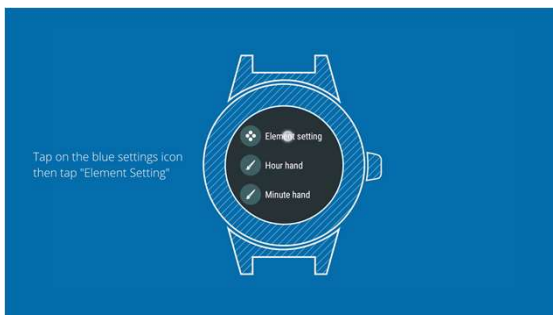 Tap on the blue settings icon
then tap "Element Setting"
Element setting
Hour hand
Minute hand